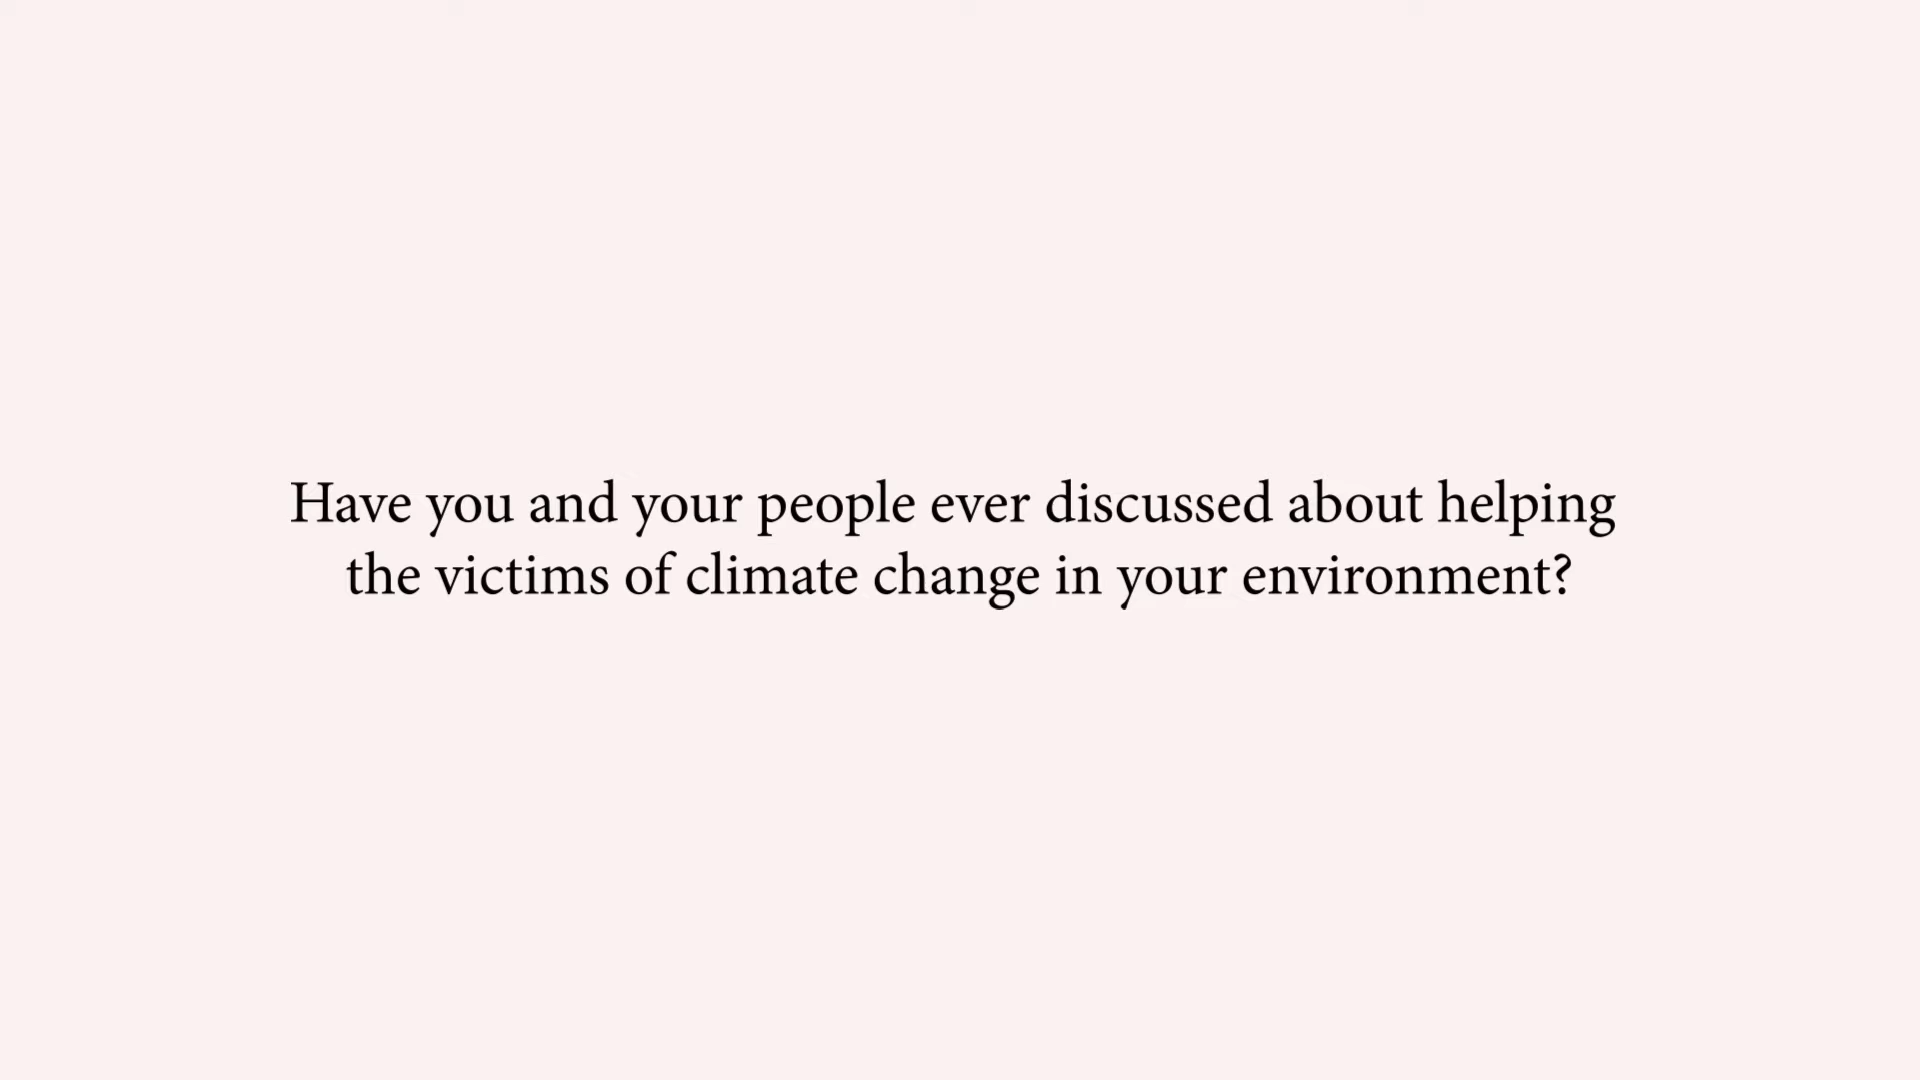 Have you and your people ever discussed about helping
the victims of climate change in your environment?